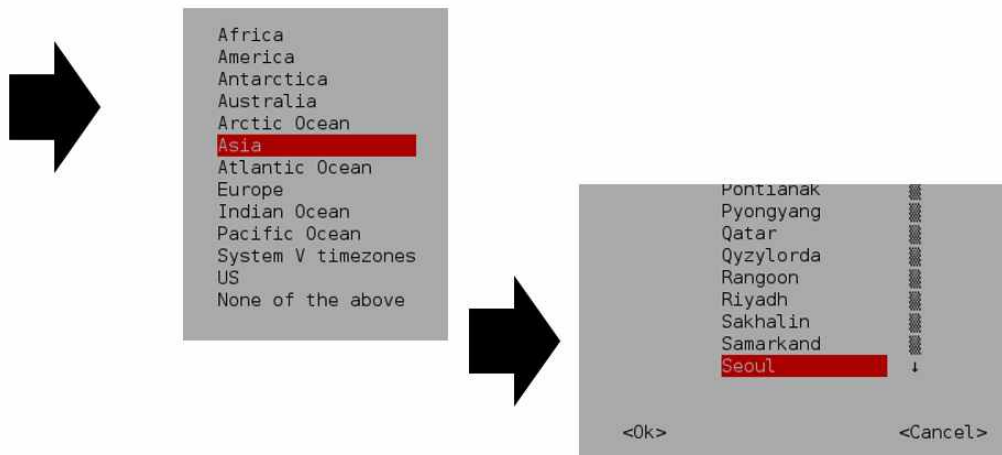 Africa
America
Antarctica
Australia
Arctic Ocean
Asia
Atlantic Ocean
Europe
Indian Ocean
Pacific Ocean
System V timezones
US
None of the above
Pontianak
Pyongyang
Qatar
Qyzylorda
Rangoon
Riyadh
Sakhalin
Samarkand
Seoul
<Ok> <Cancel>